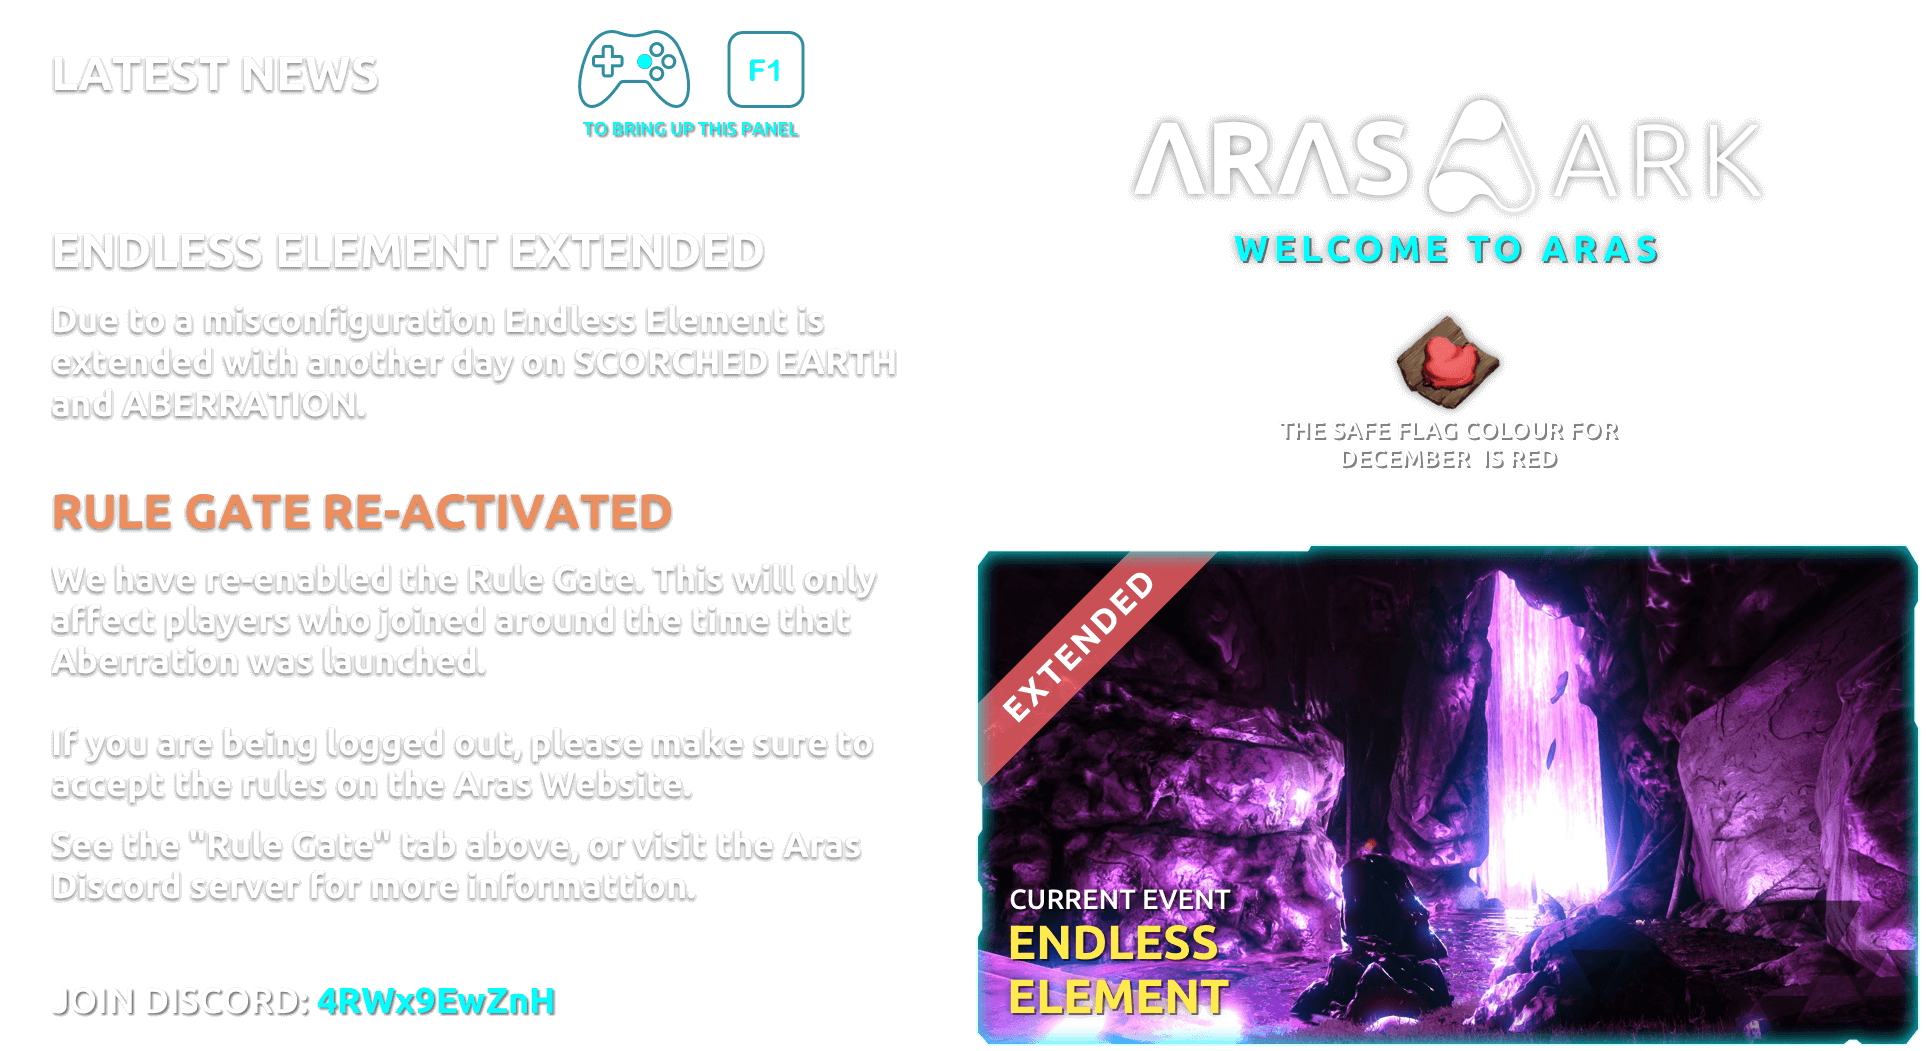 LATEST NEWS
F1
TO BRING UP THIS PANEL
ENDLESS ELEMENT EXTENDED
Due to a misconfiguration Endless Element is
extended with another day on SCORCHED EARTH
and ABERRATION.
RULE GATE RE-ACTIVATED
We have re-enabled the Rule Gate. This will only
affect players who joined around the time that
Aberration was launched.
If you are being logged out, please make sure to
accept the rules on the Aras Website.
See the "Rule Gate" tab above, or visit the Aras
Discord server for more informattion.
JOIN DISCORD: 4RWx9EwZnH
ARAS ARK
WELCOME TO ARAS
THE SAFE FLAG COLOUR FOR
DECEMBER IS RED
EXTENDED
CURRENT EVENT
ENDLESS
ELEMENT